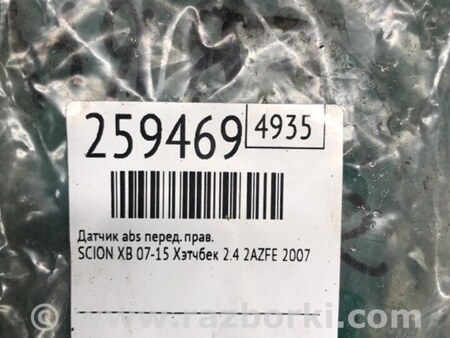 259469 4935
Датчик abs перед. прав.
SCION XB 07-15 Хэтчбек 2.4 2AZFE 2007
www.razborki.com